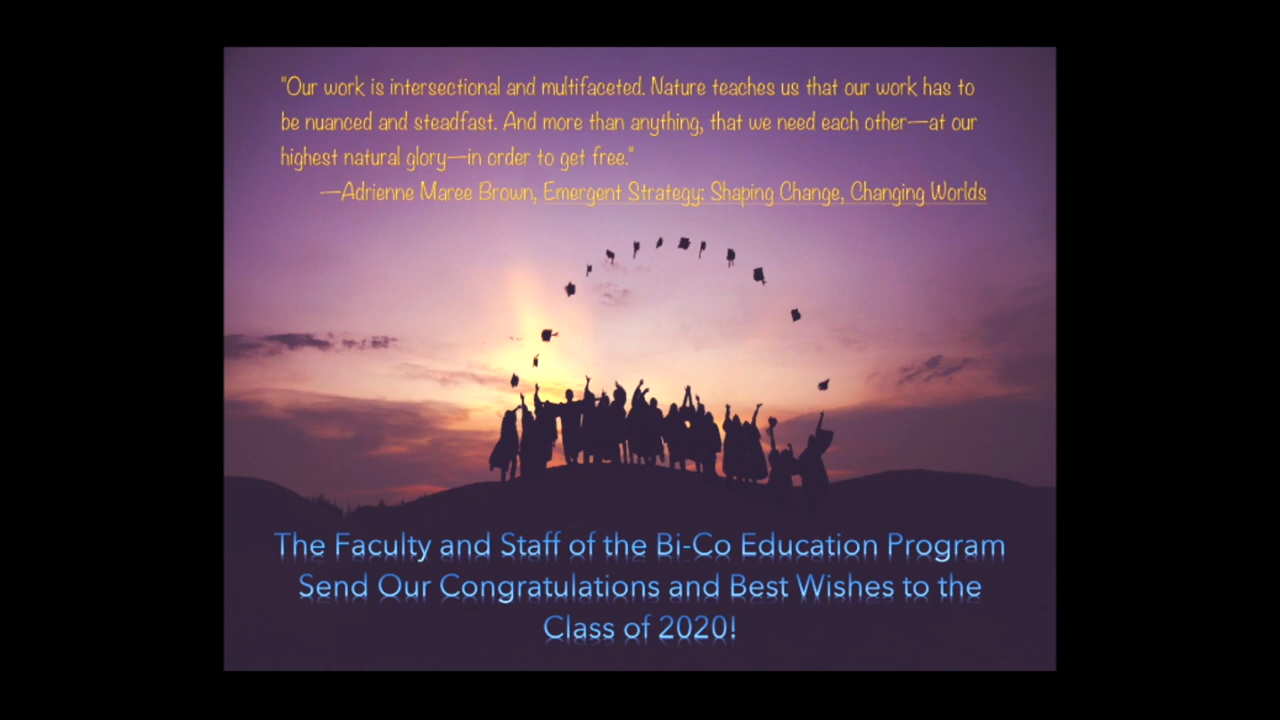 "Our work is intersectional and multifaceted. Nature teaches us that our work has to
be nuanced and steadfast. And more than anything, that we need each other—at our
highest natural glory—in order to get free."
—Adrienne Maree Brown, Emergent Strategy: Shaping Change, Changing Worlds
The Faculty and Staff of the Bi-Co Education Program
Send Our Congratulations and Best Wishes to the
Class of 2020!